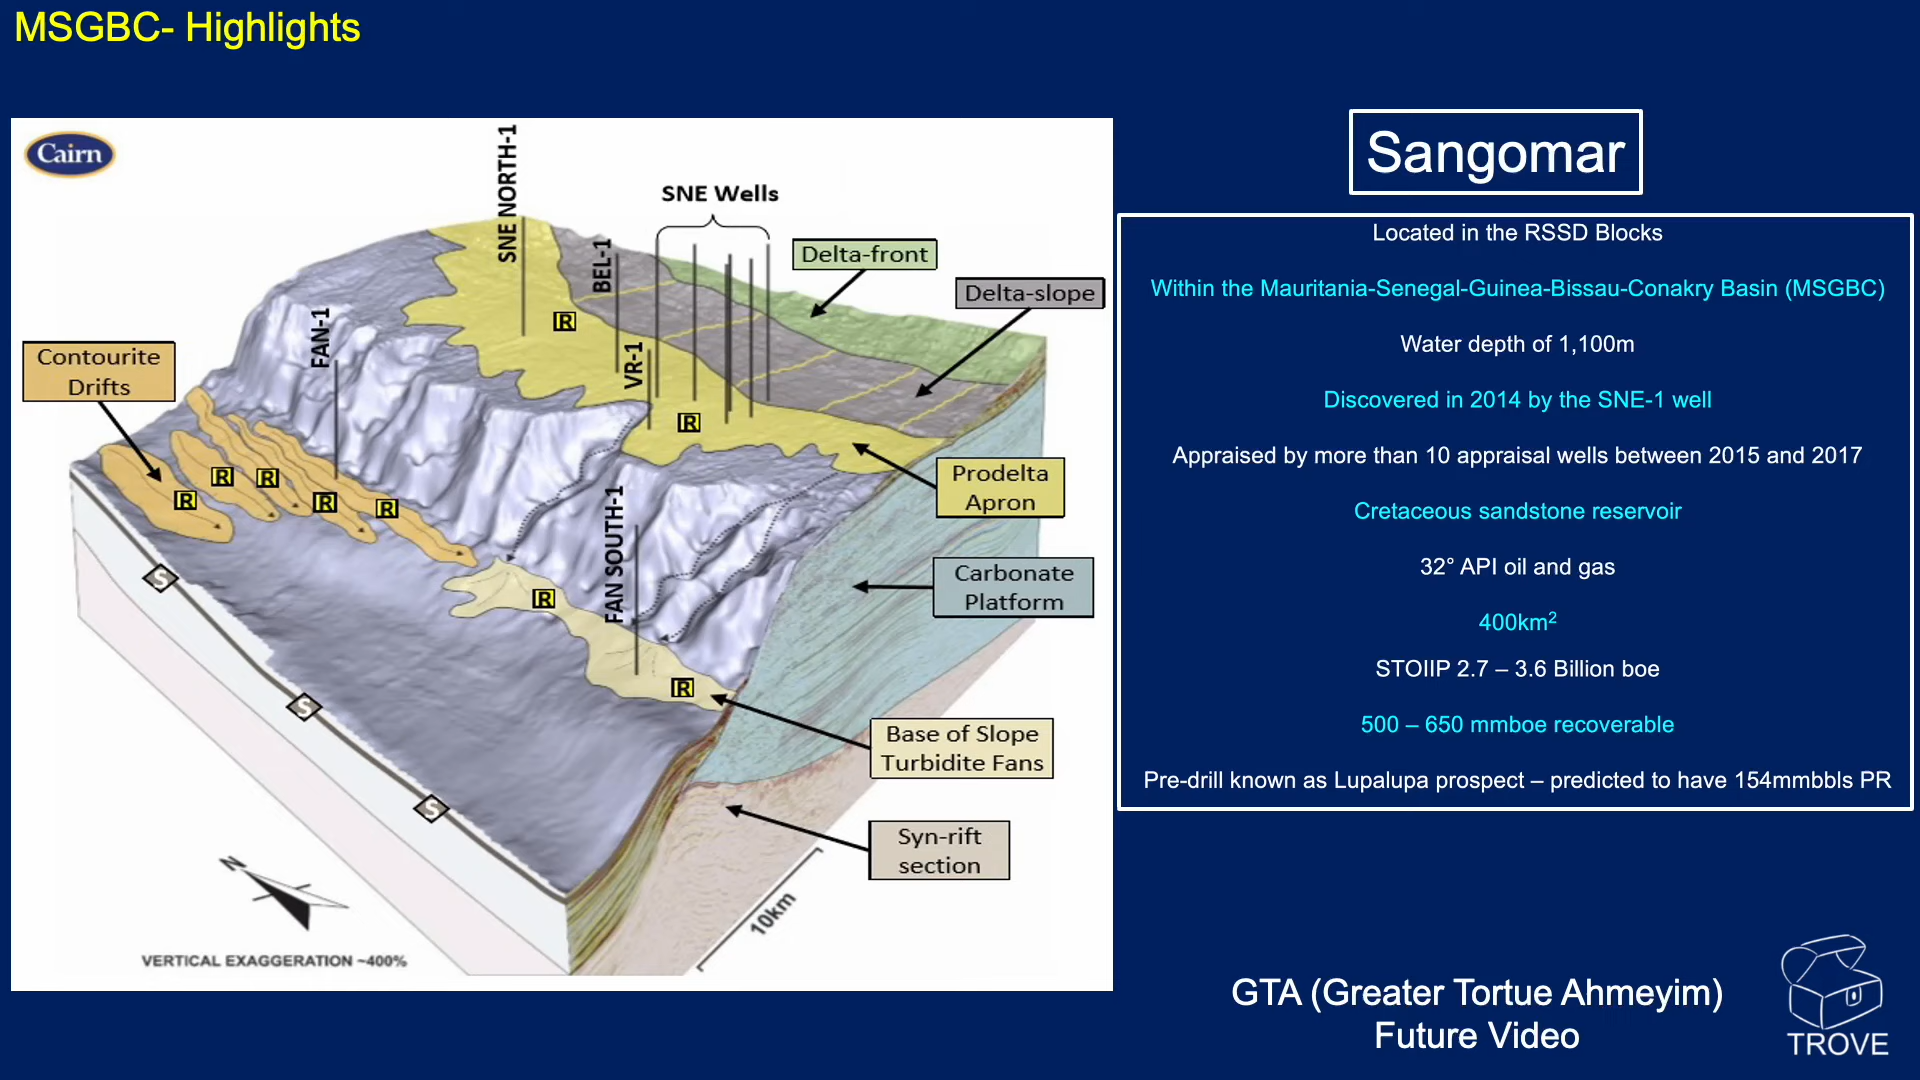 MSGBC- Highlights
Cairn
SNE NORTH-1
SNE Wells
BEL-1
Delta-front
Delta-slope
FAN-1
VR-1
Contourite
Drifts
R
R
R
R
R
R
R
Prodelta
Apron
FAN SOUTH-1
Carbonate
Platform
S
R
R
S
Base of Slope
Turbidite Fans
S
Syn-rift
section
N
10km
VERTICAL EXAGGERATION ~400%
Sangomar
Located in the RSSD Blocks
Within the Mauritania-Senegal-Guinea-Bissau-Conakry Basin (MSGBC)
Water depth of 1,100m
Discovered in 2014 by the SNE-1 well
Appraised by more than 10 appraisal wells between 2015 and 2017
Cretaceous sandstone reservoir
32° API oil and gas
400km²
STOIIP 2.7 – 3.6 Billion boe
500 – 650 mmboe recoverable
Pre-drill known as Lupalupa prospect – predicted to have 154mmbbls PR
GTA (Greater Tortue Ahmeyim)
Future Video
TROVE